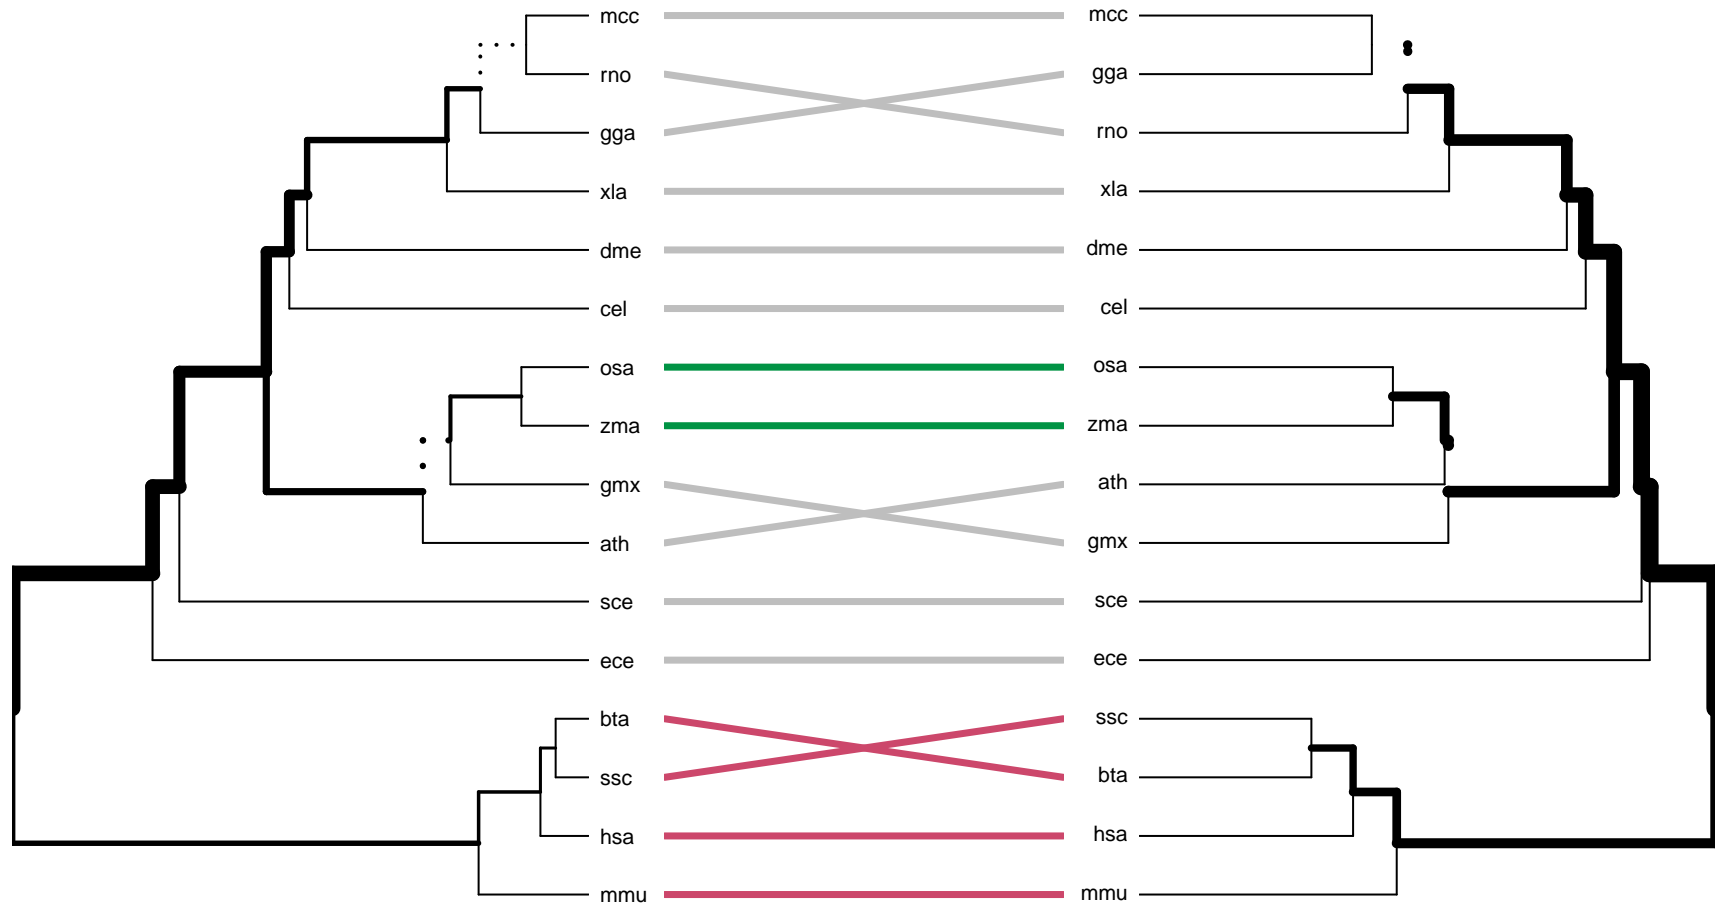 mcc mcc
rno gga
gga rno
xla xla
dme dme
cel cel
osa osa
zma zma
gmx ath
ath gmx
sce sce
ece ece
bta ssc
ssc bta
hsa hsa
mmu mmu